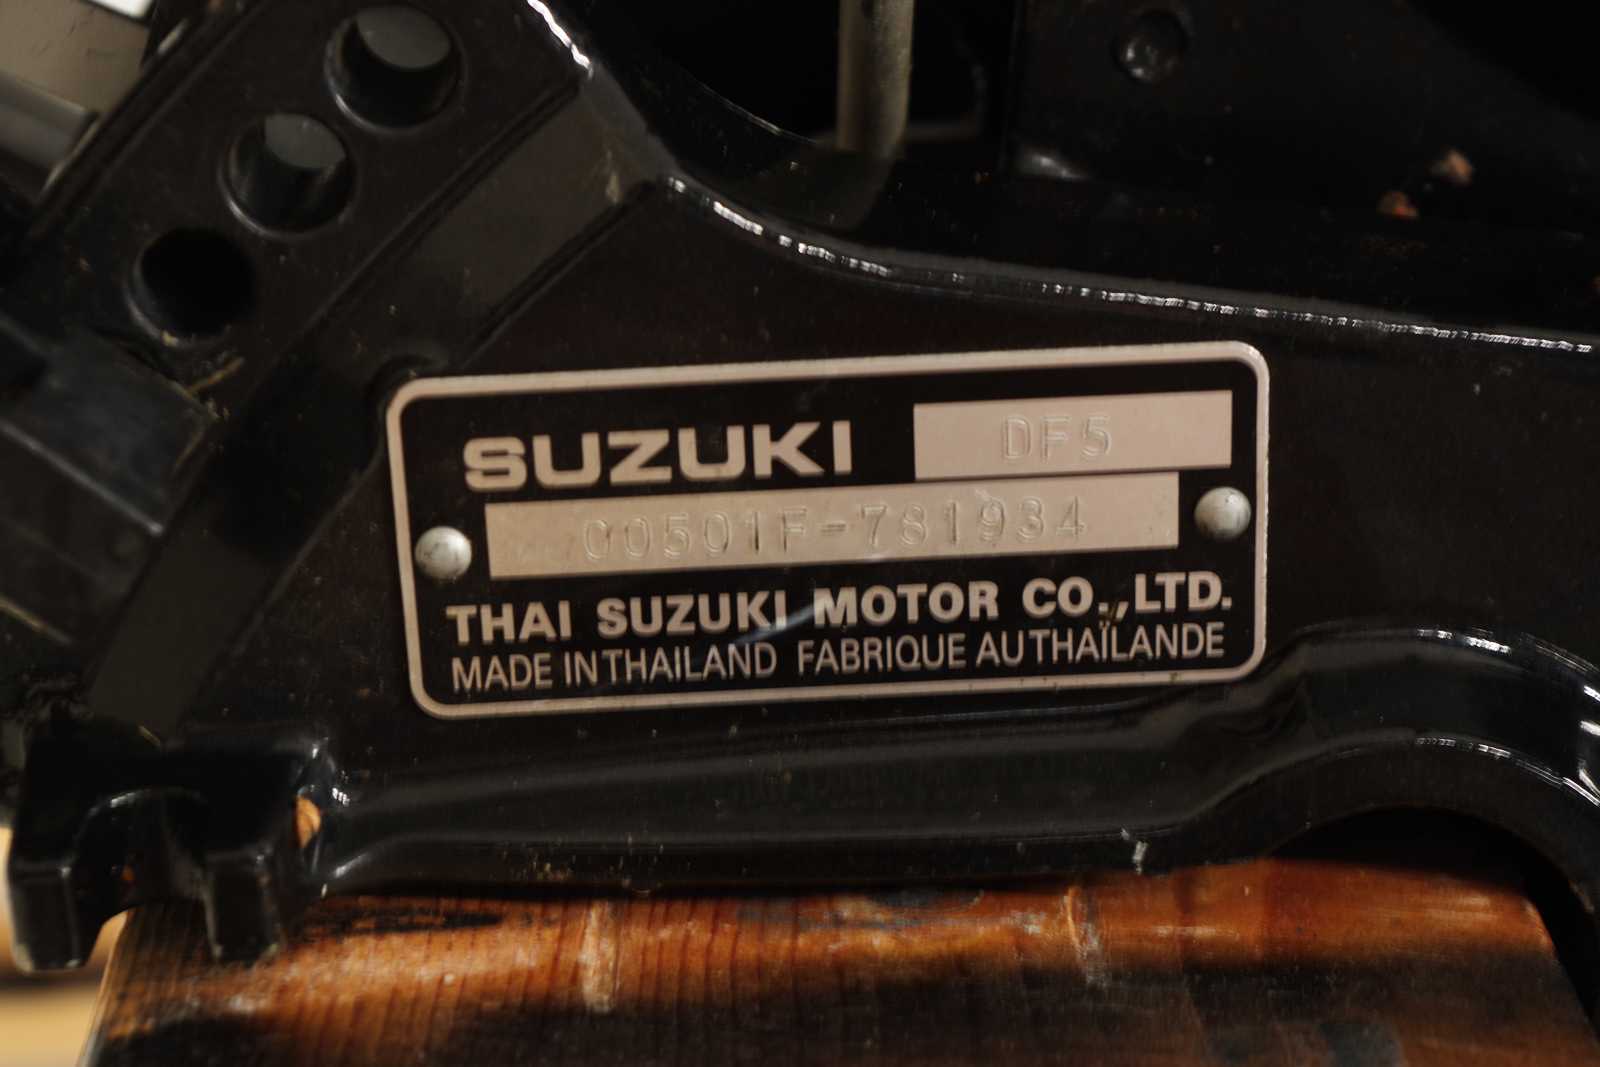 SUZUKI DF5
00501F-781934
THAI SUZUKI MOTOR CO.,LTD.
MADE IN THAILAND FABRIQUE AU THAÏLANDE